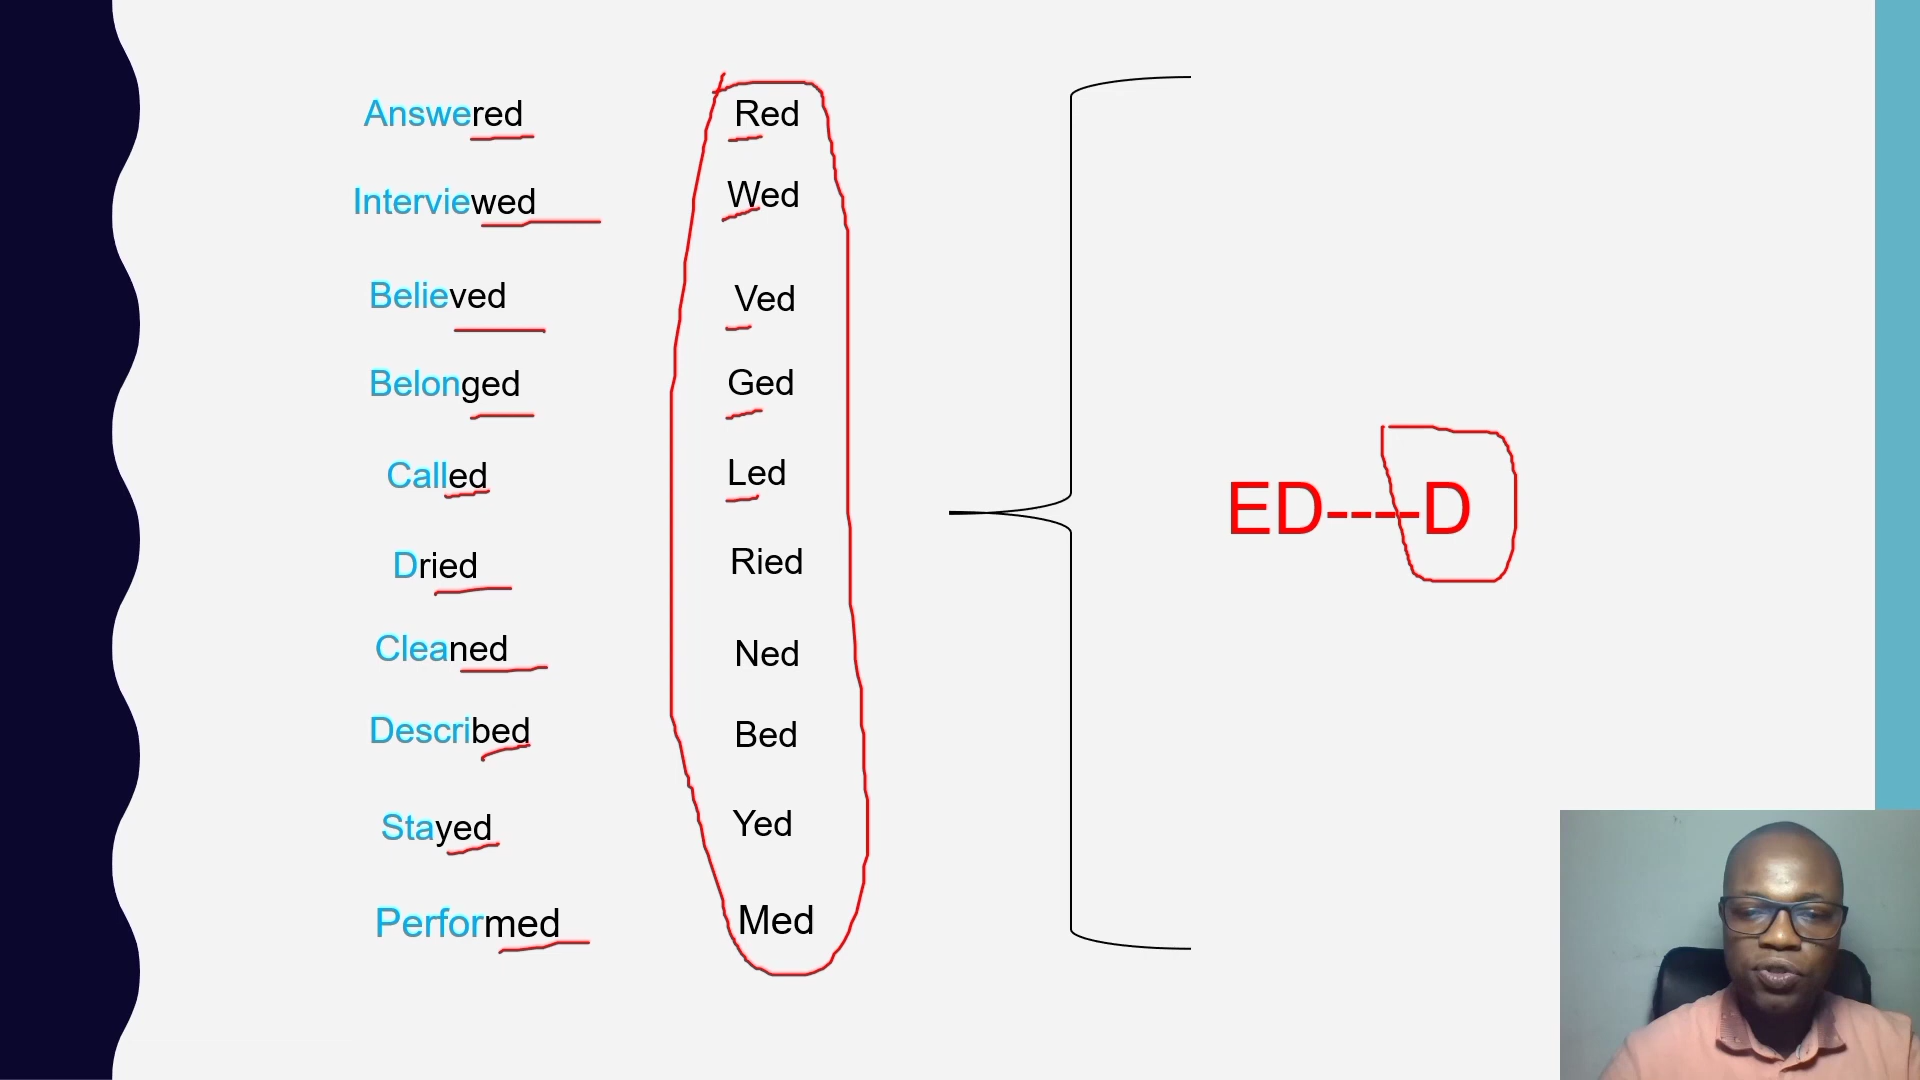 Answered Red
Interviewed Wed
Believed Ved
Belonged Ged
Called Led
ED----D
Dried Ried
Cleaned Ned
Described Bed
Stayed Yed
Performed Med